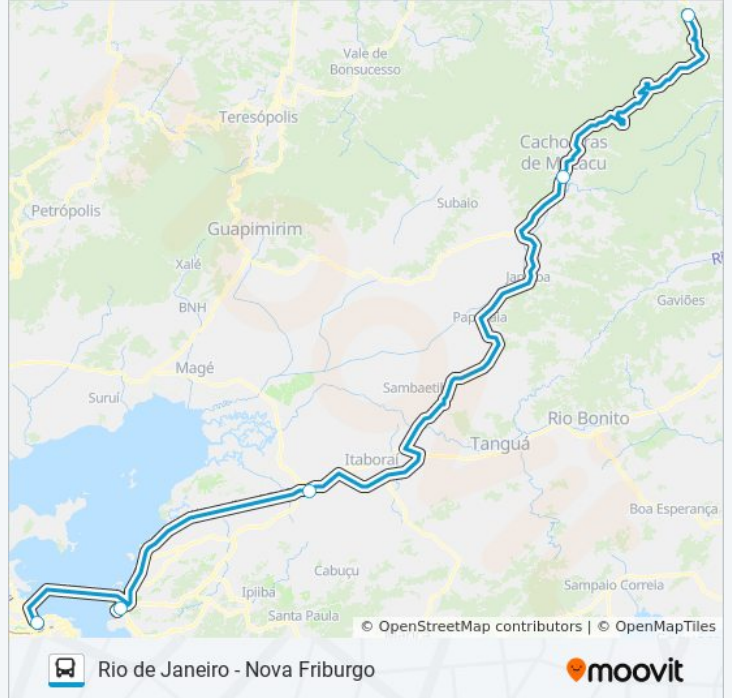 Vale de
Bonsucesso
Teresópolis
Petrópolis
Subaio
Guapimirim
Xalé
BNH
Gaviões
Magé
Suruí
Rio Bonito
Tanguá
Itaboraí
Boa Esperança
Cabuçu
Ipiíba
Sampaio Correia
Santa Paula
© OpenStreetMap contributors | © OpenMapTiles
Rio de Janeiro - Nova Friburgo
moovit